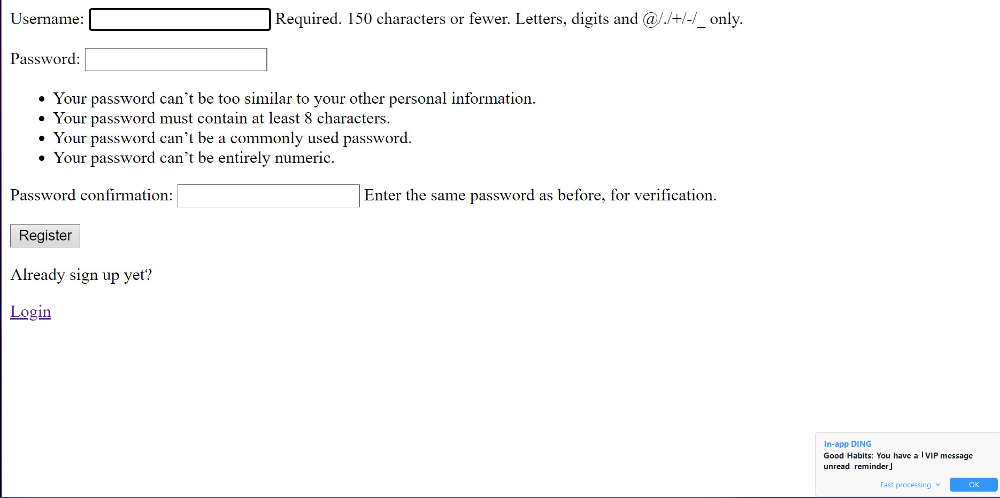 Username: Required. 150 characters or fewer. Letters, digits and @/./+/-/_ only.
Password:
Your password can’t be too similar to your other personal information.
Your password must contain at least 8 characters.
Your password can’t be a commonly used password.
Your password can’t be entirely numeric.
Password confirmation: Enter the same password as before, for verification.
Register
Already sign up yet?
Login
In-app DING
Good Habits: You have a「VIP message
unread reminder」
Fast processing
OK